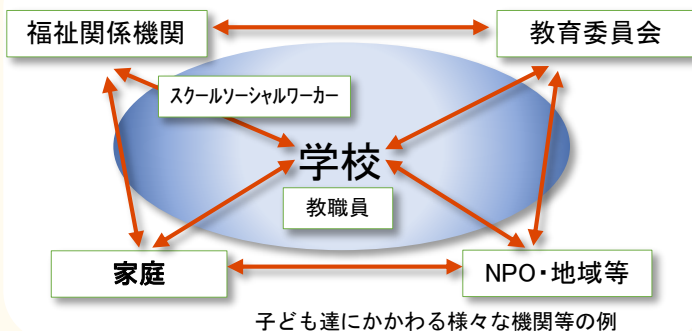 福祉関係機関
教育委員会
スクールソーシャルワーカー
学校
教職員
家庭
NPO・地域等
子ども達にかかわる様々な機関等の例